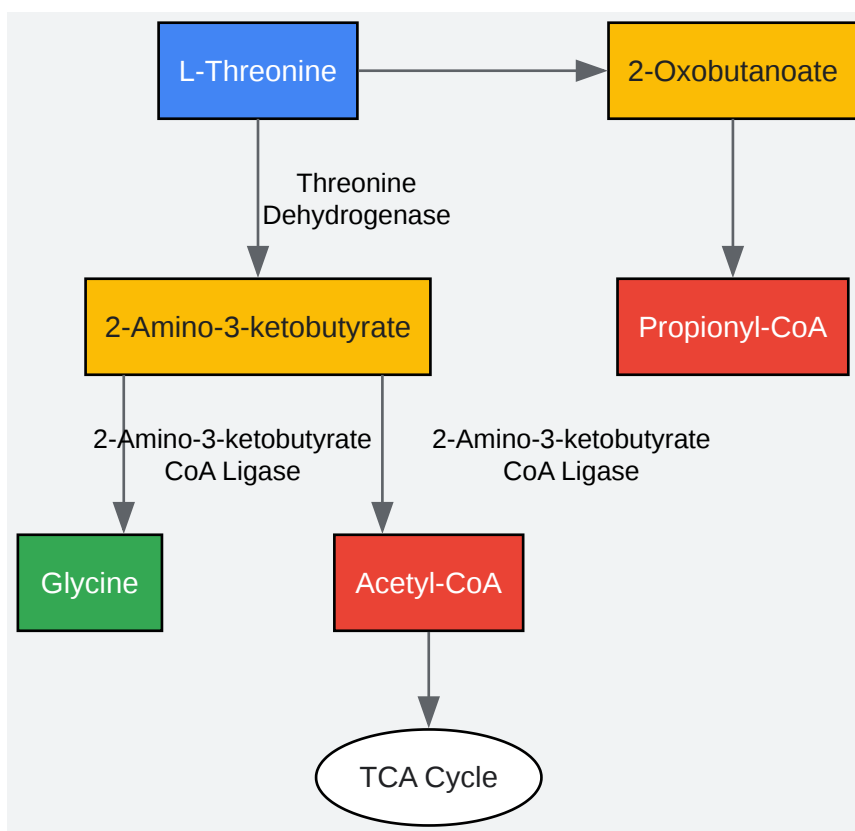 L-Threonine
2-Oxobutanoate
Threonine
Dehydrogenase
2-Amino-3-ketobutyrate
Propionyl-CoA
2-Amino-3-ketobutyrate
CoA Ligase
2-Amino-3-ketobutyrate
CoA Ligase
Glycine
Acetyl-CoA
TCA Cycle